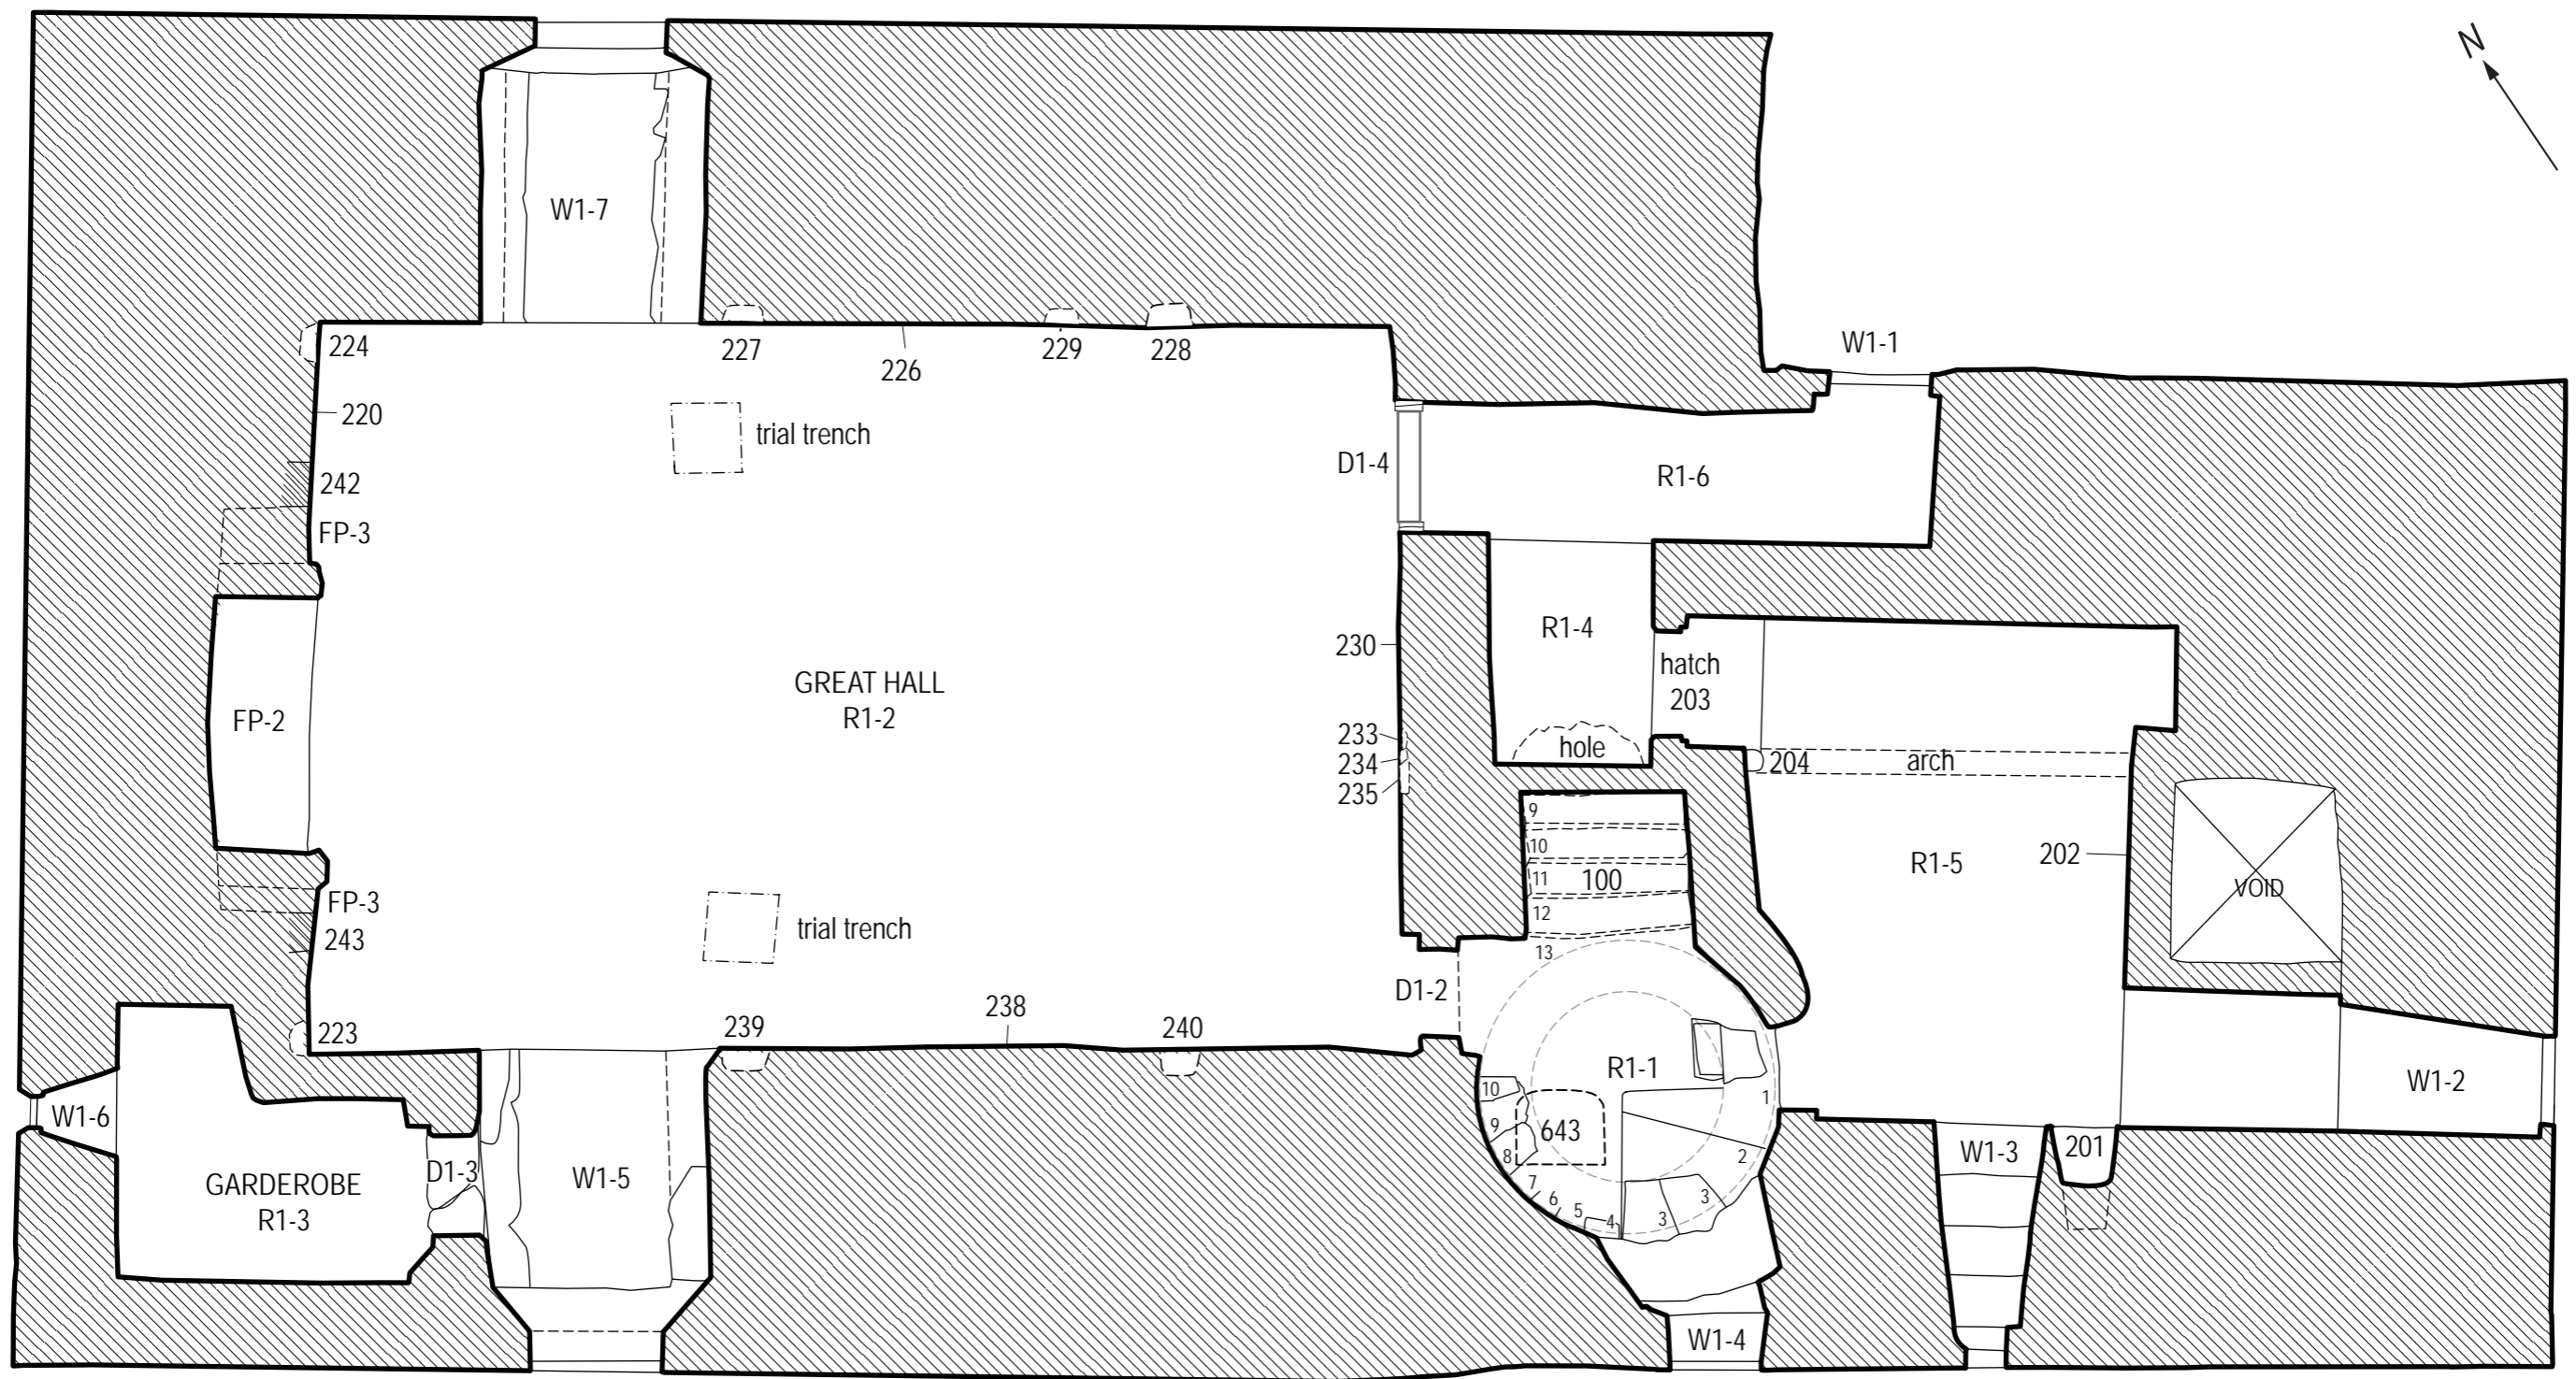 N
W1-7
W1-1
224
227
229
228
226
220
trial trench
D1-4
R1-6
242
FP-3
R1-4
230
hatch
203
GREAT HALL
R1-2
FP-2
233
hole
234
204
arch
235
9
10
11
100
12
R1-5
202
VOID
FP-3
trial trench
243
13
D1-2
238
223
239
240
R1-1
W1-6
10
1
W1-2
9
643
8
2
W1-3
201
D1-3
W1-5
7
GARDEROBE
R1-3
6
5
4
3
3
W1-4